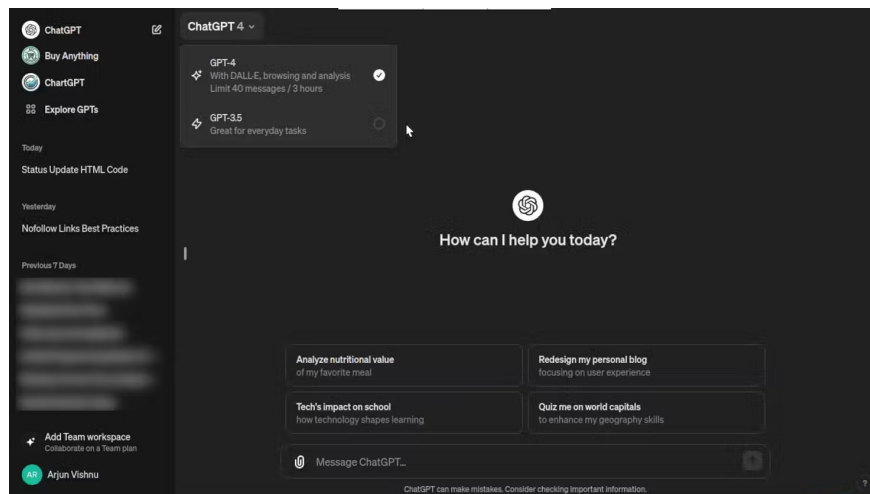 ChatGPT
Buy Anything
ChartGPT
Explore GPTs
Today
Status Update HTML Code
Yesterday
Nofollow Links Best Practices
Previous 7 Days
Add Team workspace
Collaborate on a Team plan
AR
Arjun Vishnu
ChatGPT 4
GPT-4
With DALL·E, browsing and analysis
Limit 40 messages / 3 hours
GPT-3.5
Great for everyday tasks
How can I help you today?
Analyze nutritional value
of my favorite meal
Redesign my personal blog
focusing on user experience
Tech's impact on school
how technology shapes learning
Quiz me on world capitals
to enhance my geography skills
Message ChatGPT...
ChatGPT can make mistakes. Consider checking important information.
?